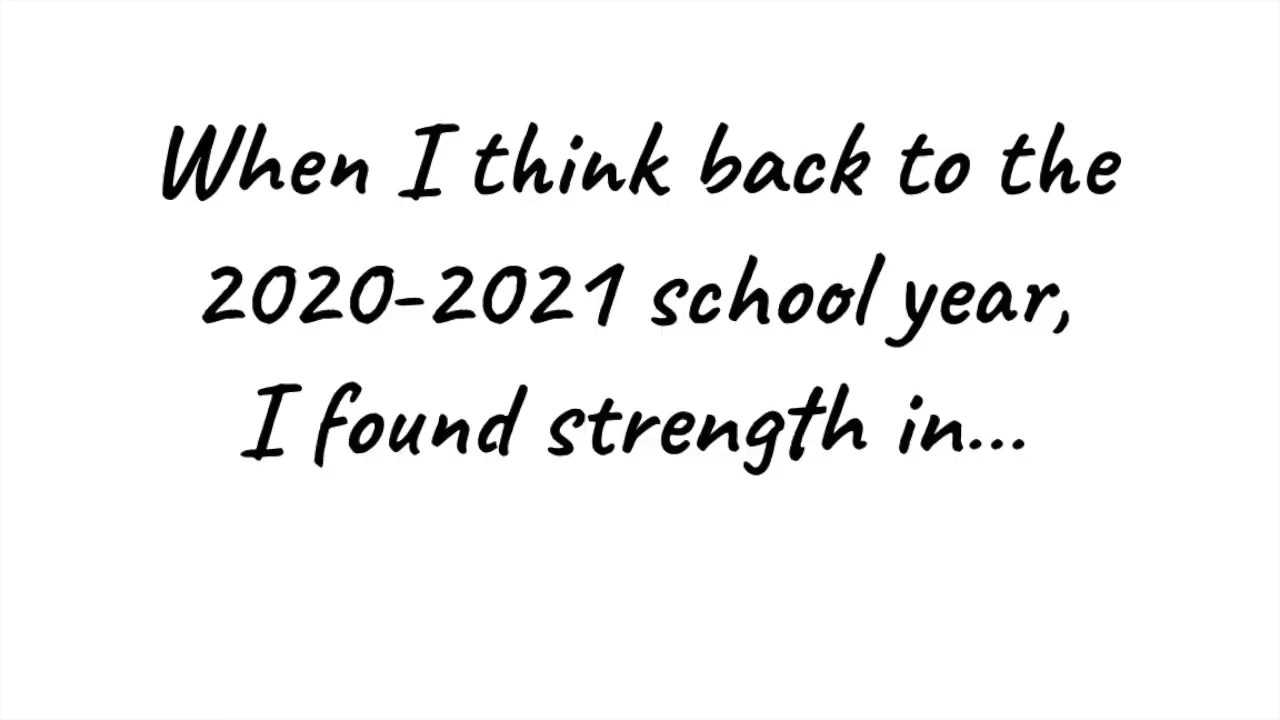 When I think back to the
2020-2021 school year,
I found strength in...